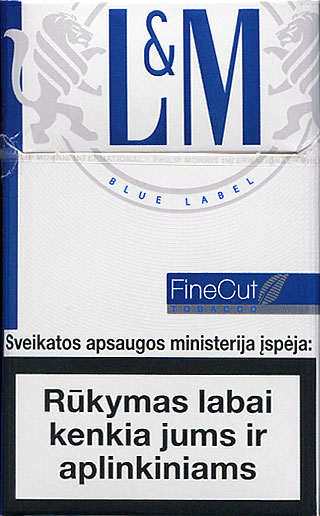 L&M
PHILIP MORRIS INTERNATIONAL • PHILIP MORRIS INTERNATIONAL
BLUE LABEL
FineCut
TOBACCO
Sveikatos apsaugos ministerija įspėja:
Rūkymas labai
kenkia jums ir
aplinkiniams